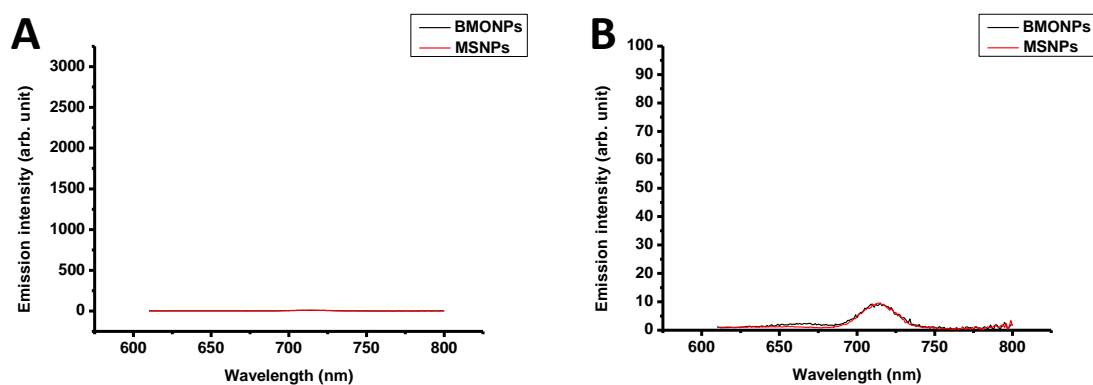 A
BMONPs
MSNPs
Emission intensity (arb. unit)
3000
2500
2000
1500
1000
500
0
600 650 700 750 800
Wavelength (nm)
B
BMONPs
MSNPs
Emission intensity (arb. unit)
100
90
80
70
60
50
40
30
20
10
0
600 650 700 750 800
Wavelength (nm)